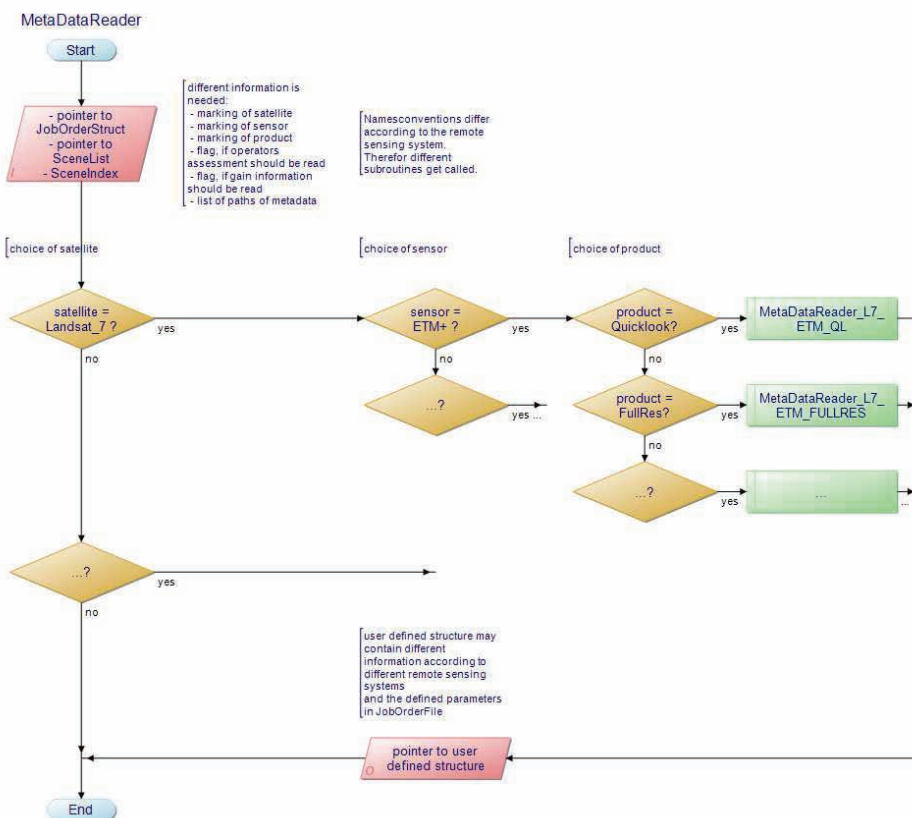 MetaDataReader
Start
- pointer to
JobOrderStruct
- pointer to
SceneList
- SceneIndex
I
different information is
needed:
- marking of satellite
- marking of sensor
- marking of product
- flag, if operators
assessment should be read
- flag, if gain information
should be read
- list of paths of metadata
Namesconventions differ
according to the remote
sensing system.
Therefor different
subroutines get called.
choice of satellite
choice of sensor
choice of product
satellite =
Landsat_7 ?
yes
no
sensor =
ETM+ ?
yes
no
product =
Quicklook?
yes
no
MetaDataReader_L7_
ETM_QL
...?
yes ...
product =
FullRes?
yes
no
MetaDataReader_L7_
ETM_FULLRES
...?
yes
...
...
...?
yes
no
user defined structure may
contain different
information according to
different remote sensing
systems
and the defined parameters
in JobOrderFile
pointer to user
defined structure
O
End